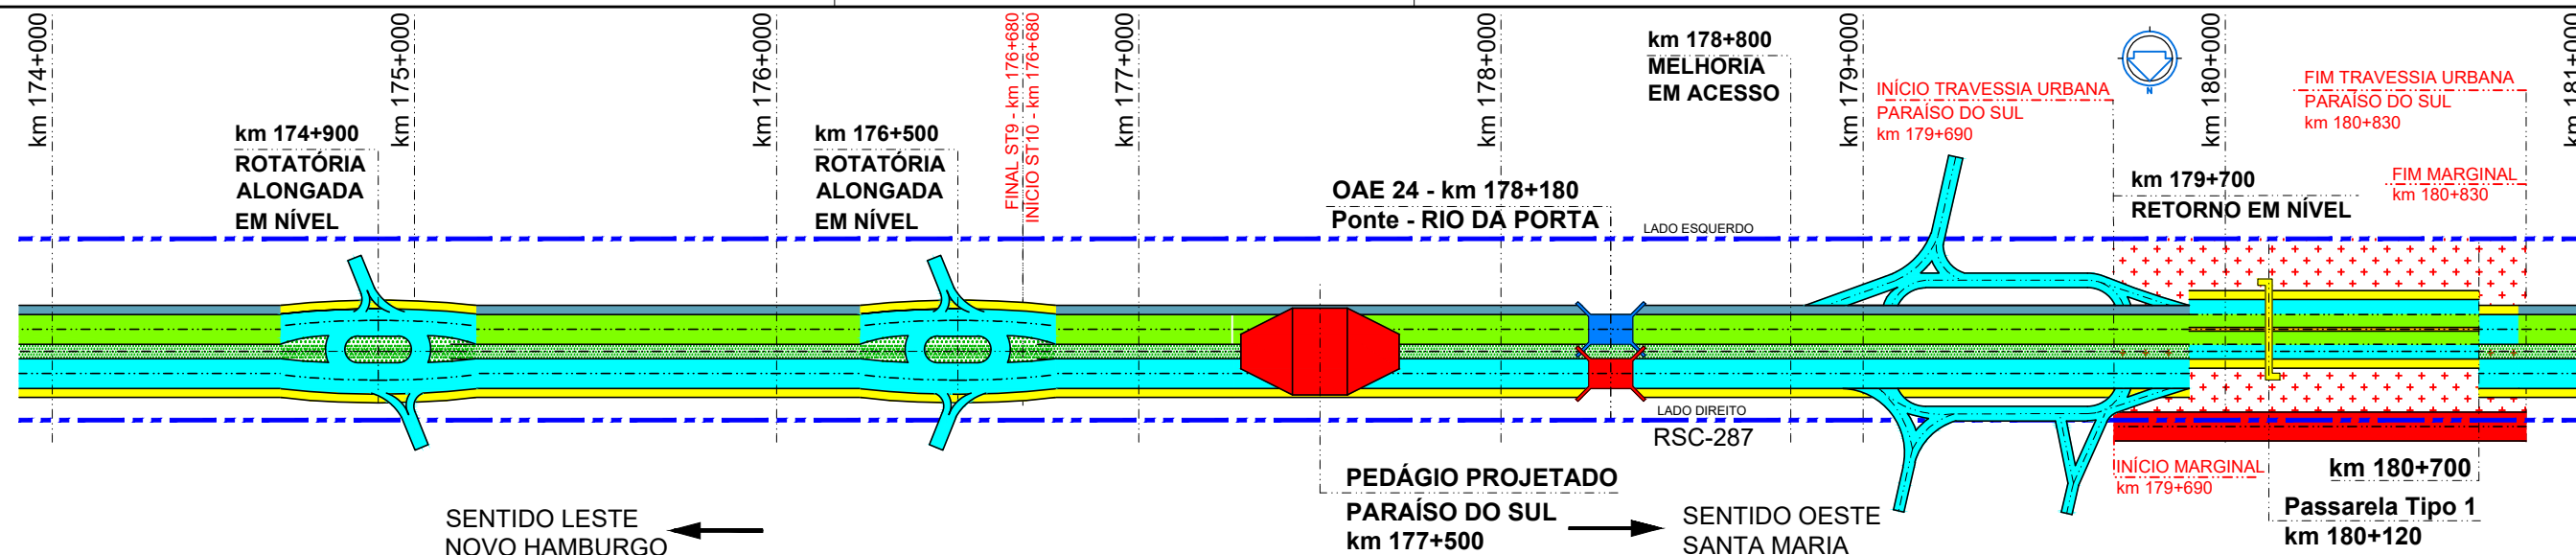 km 174+000
km 175+000
km 176+000
FINAL ST9 - km 176+680
INÍCIO ST10 - km 176+680
km 177+000
km 178+000
km 179+000
km 180+000
km 181+000
km 174+900
ROTATÓRIA
ALONGADA
EM NÍVEL
km 176+500
ROTATÓRIA
ALONGADA
EM NÍVEL
OAE 24 - km 178+180
Ponte - RIO DA PORTA
km 178+800
MELHORIA
EM ACESSO
INÍCIO TRAVESSIA URBANA
PARAÍSO DO SUL
km 179+690
N
FIM TRAVESSIA URBANA
PARAÍSO DO SUL
km 180+830
km 179+700
RETORNO EM NÍVEL
FIM MARGINAL
km 180+830
LADO ESQUERDO
LADO DIREITO
RSC-287
INÍCIO MARGINAL
km 179+690
km 180+700
Passarela Tipo 1
km 180+120
PEDÁGIO PROJETADO
PARAÍSO DO SUL
km 177+500
SENTIDO LESTE
NOVO HAMBURGO
SENTIDO OESTE
SANTA MARIA